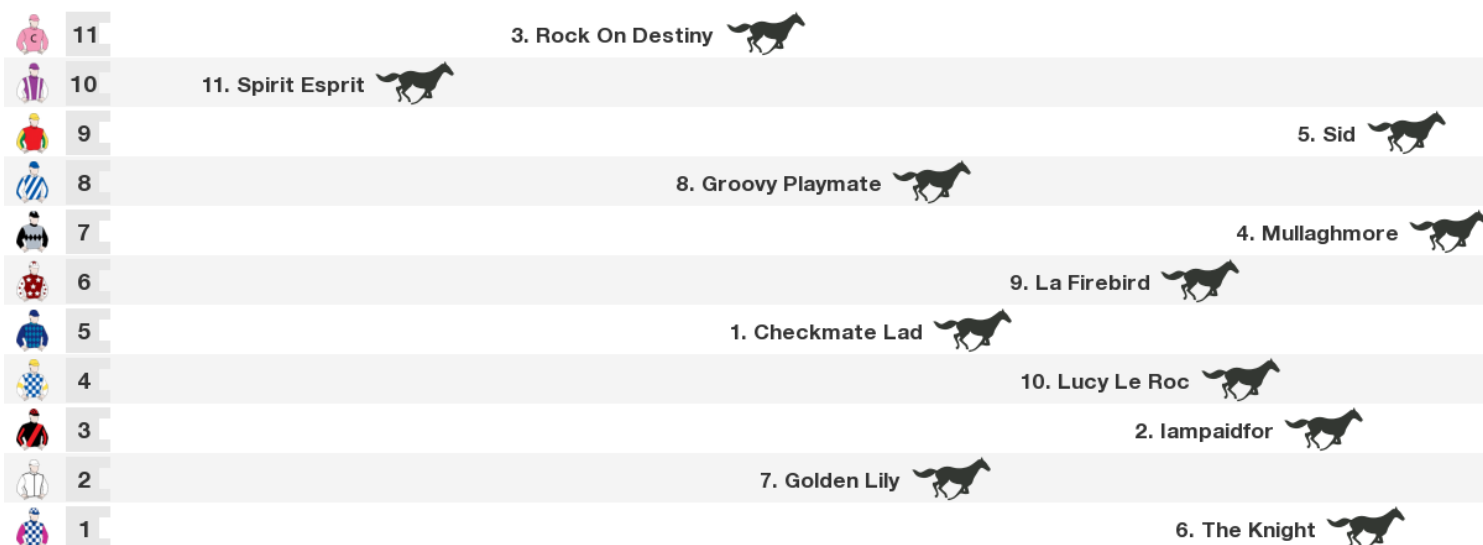 11 3. Rock On Destiny
10 11. Spirit Esprit
9 5. Sid
8 8. Groovy Playmate
7 4. Mullaghmore
6 9. La Firebird
5 1. Checkmate Lad
4 10. Lucy Le Roc
3 2. Iampaidfor
2 7. Golden Lily
1 6. The Knight
C